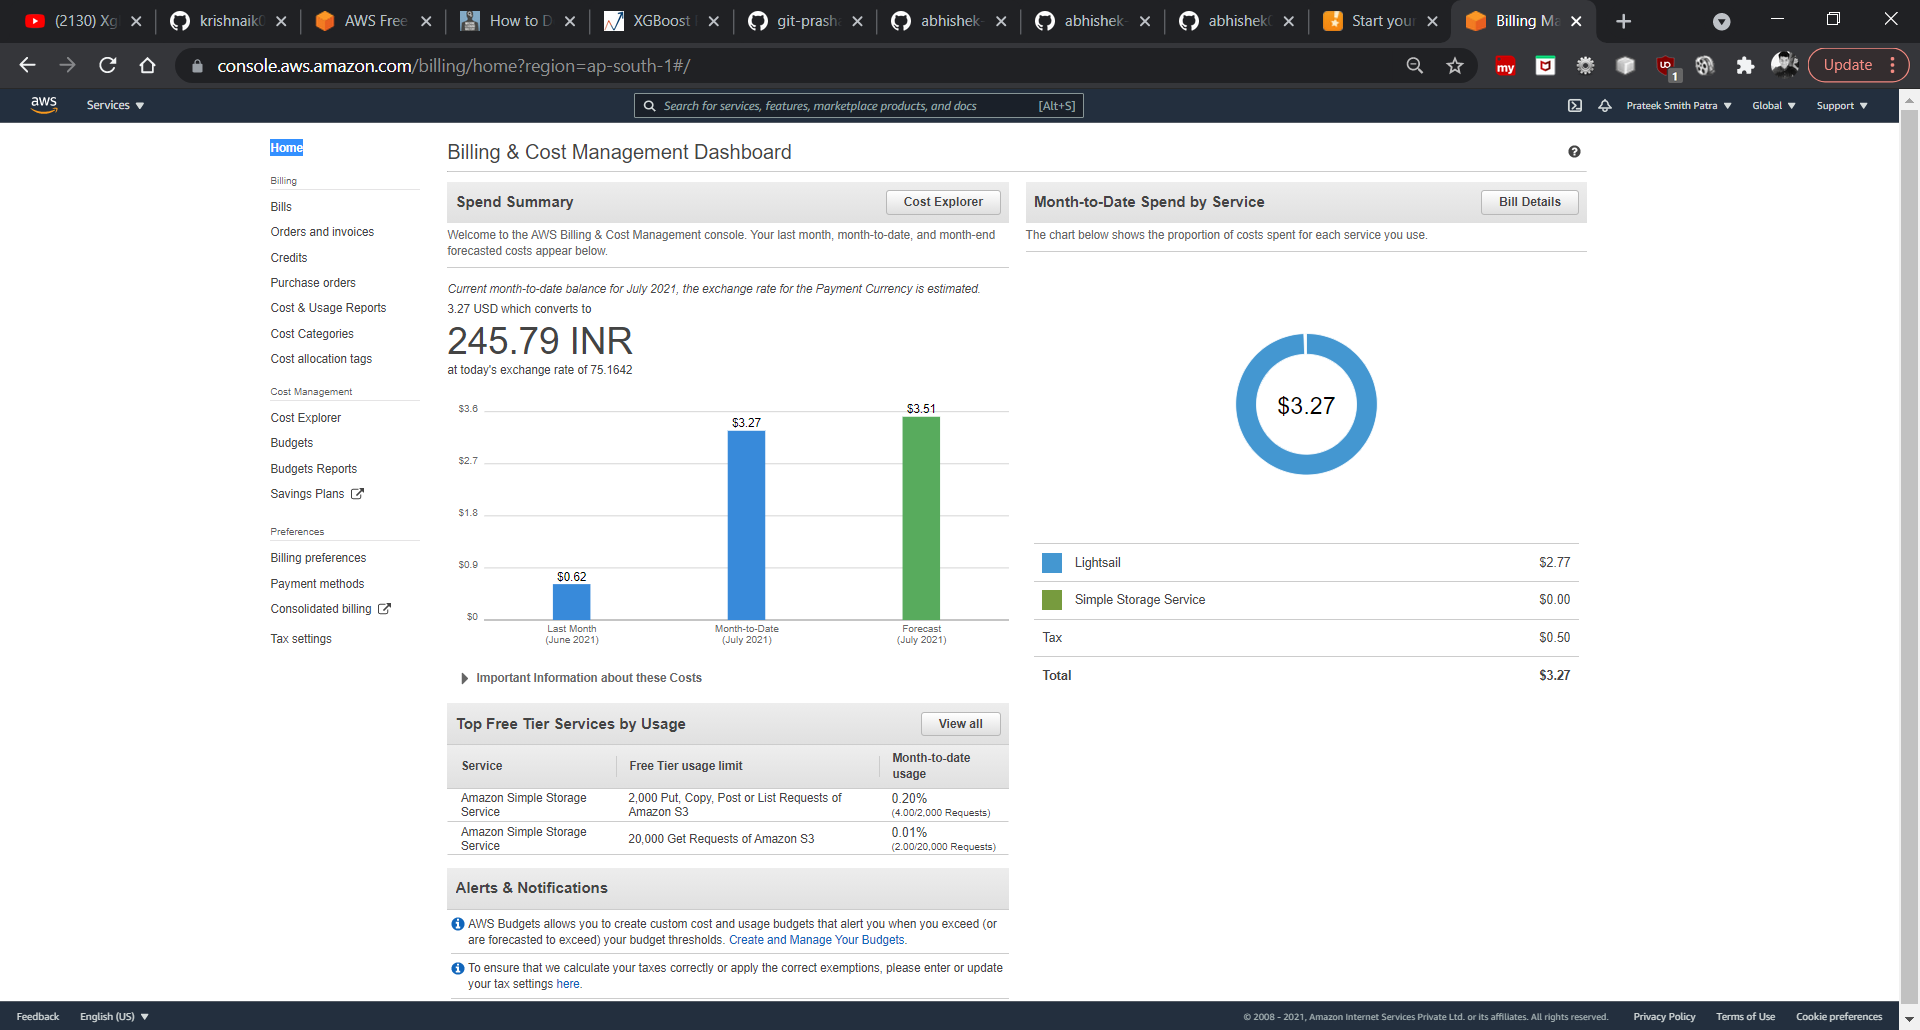 (2130) Xg
krishnaik0
AWS Free
How to D
XGBoost
git-prash
abhishek-
abhishek-
abhishek
Start your
Billing Ma
console.aws.amazon.com/billing/home?region=ap-south-1#/
my
1
Update
aws
Services
Search for services, features, marketplace products, and docs
[Alt+S]
Prateek Smith Patra
Global
Support
Home
Billing
Bills
Orders and invoices
Credits
Purchase orders
Cost & Usage Reports
Cost Categories
Cost allocation tags
Cost Management
Cost Explorer
Budgets
Budgets Reports
Savings Plans
Preferences
Billing preferences
Payment methods
Consolidated billing
Tax settings
Billing & Cost Management Dashboard
Spend Summary
Cost Explorer
Welcome to the AWS Billing & Cost Management console. Your last month, month-to-date, and month-end
forecasted costs appear below.
Current month-to-date balance for July 2021, the exchange rate for the Payment Currency is estimated.
3.27 USD which converts to
245.79 INR
at today's exchange rate of 75.1642
$3.6
$2.7
$1.8
$0.9
$0
$0.62
$3.27
$3.51
Last Month
(June 2021)
Month-to-Date
(July 2021)
Forecast
(July 2021)
Important Information about these Costs
Top Free Tier Services by Usage
View all
Service
Free Tier usage limit
Month-to-date
usage
Amazon Simple Storage
Service
2,000 Put, Copy, Post or List Requests of
Amazon S3
0.20%
(4.00/2,000 Requests)
Amazon Simple Storage
Service
20,000 Get Requests of Amazon S3
0.01%
(2.00/20,000 Requests)
Alerts & Notifications
AWS Budgets allows you to create custom cost and usage budgets that alert you when you exceed (or
are forecasted to exceed) your budget thresholds. Create and Manage Your Budgets.
To ensure that we calculate your taxes correctly or apply the correct exemptions, please enter or update
your tax settings here.
Month-to-Date Spend by Service
Bill Details
The chart below shows the proportion of costs spent for each service you use.
$3.27
Lightsail
$2.77
Simple Storage Service
$0.00
Tax
$0.50
Total
$3.27
Feedback
English (US)
© 2008 - 2021, Amazon Internet Services Private Ltd. or its affiliates. All rights reserved.
Privacy Policy
Terms of Use
Cookie preferences